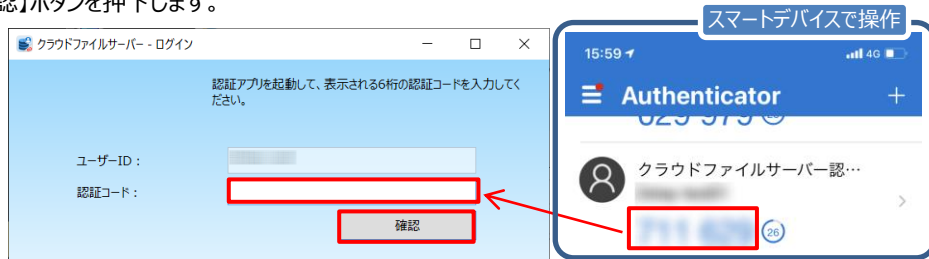 認】ボタンを押下します。
スマートデバイスで操作
クラウドファイルサーバー - ログイン
認証アプリを起動して、表示される6桁の認証コードを入力してく
ださい。
ユーザーID：
認証コード：
確認
15:59
4G
Authenticator
クラウドファイルサーバー認…
26